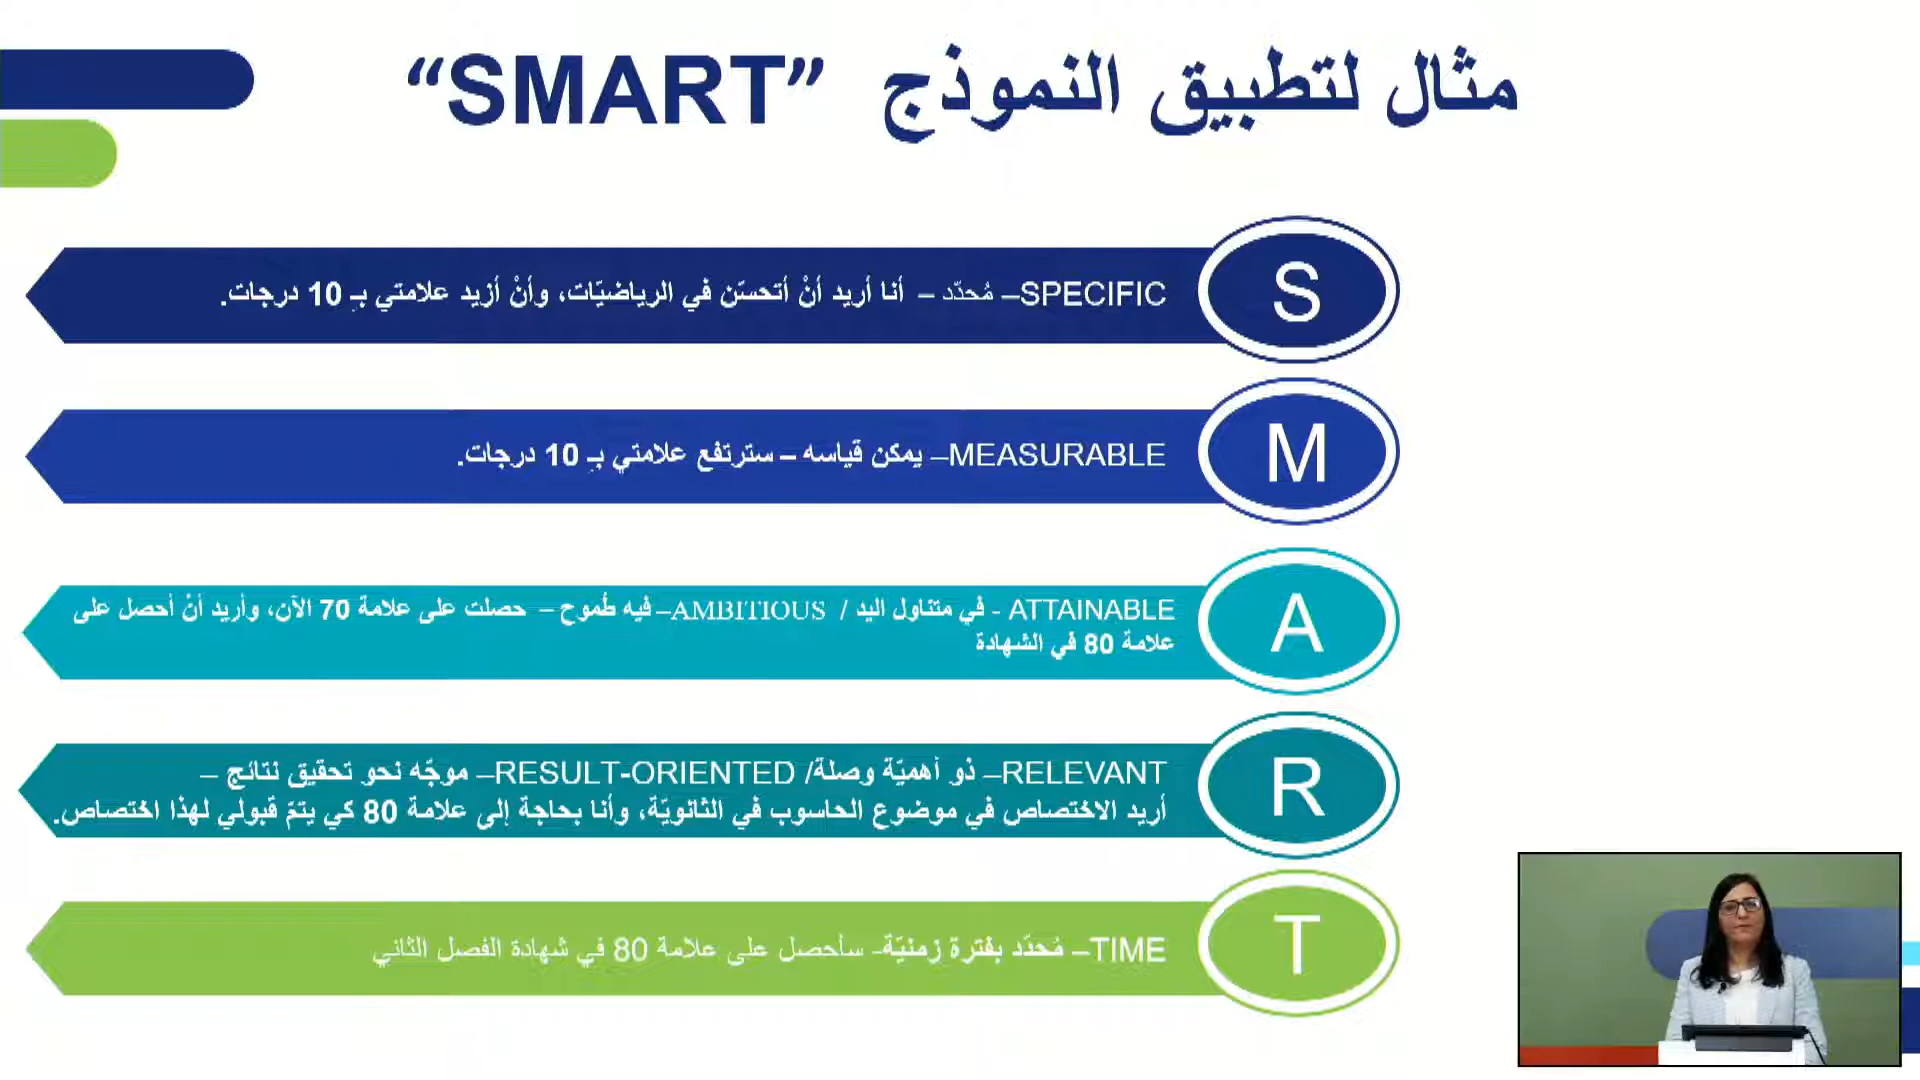 مثال لتطبيق النموذج "SMART"
S
SPECIFIC– مُحدّد – أنا أريد أنْ أتحسّن في الرياضيّات، وأنْ أزيد علامتي بـِ 10 درجات.
M
MEASURABLE– يمكن قياسه – سترتفع علامتي بـِ 10 درجات.
A
ATTAINABLE - في متناول اليد / AMBITIOUS– فيه طُموح – حصلت على علامة 70 الآن، وأريد أنْ أحصل على
علامة 80 في الشهادة
R
RELEVANT– ذو أهميّة وصلة/ RESULT-ORIENTED– موجّه نحو تحقيق نتائج –
أريد الاختصاص في موضوع الحاسوب في الثانويّة، وأنا بحاجة إلى علامة 80 كي يتمّ قبولي لهذا اختصاص.
T
TIME– مُحدّد بفترة زمنيّة- سأحصل على علامة 80 في شهادة الفصل الثاني